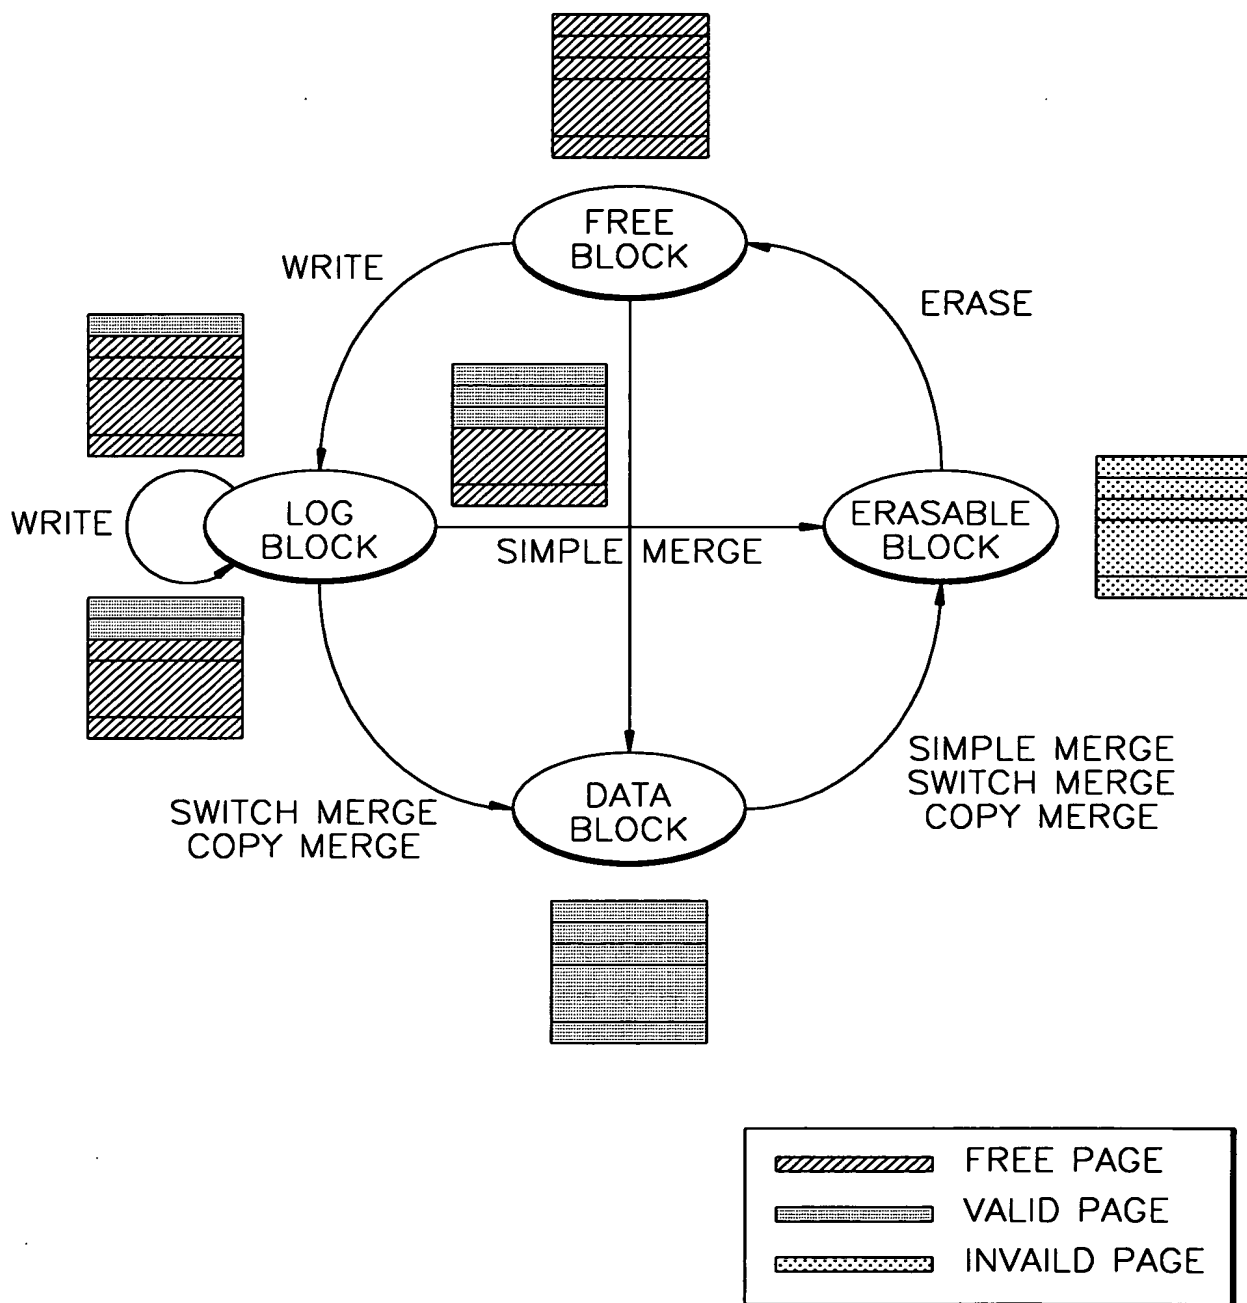 FREE
BLOCK
WRITE
ERASE
LOG
BLOCK
WRITE
SIMPLE MERGE
ERASABLE
BLOCK
SWITCH MERGE
COPY MERGE
DATA
BLOCK
SIMPLE MERGE
SWITCH MERGE
COPY MERGE
FREE PAGE
VALID PAGE
INVAILD PAGE